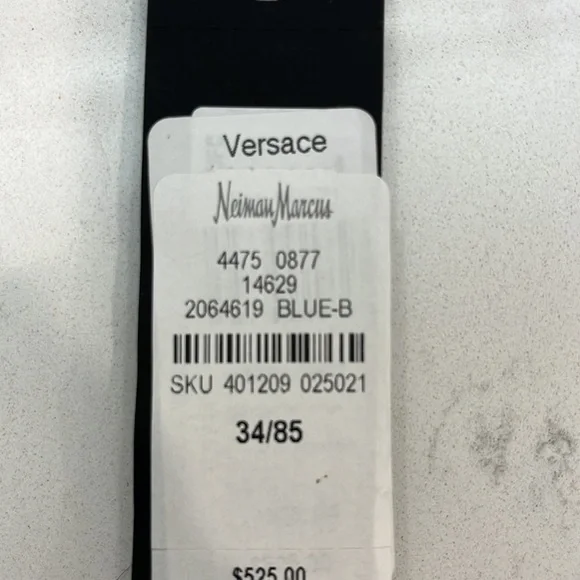 Versace
Neiman Marcus
4475 0877
14629
2064619 BLUE-B
SKU 401209 025021
34/85
$525.00